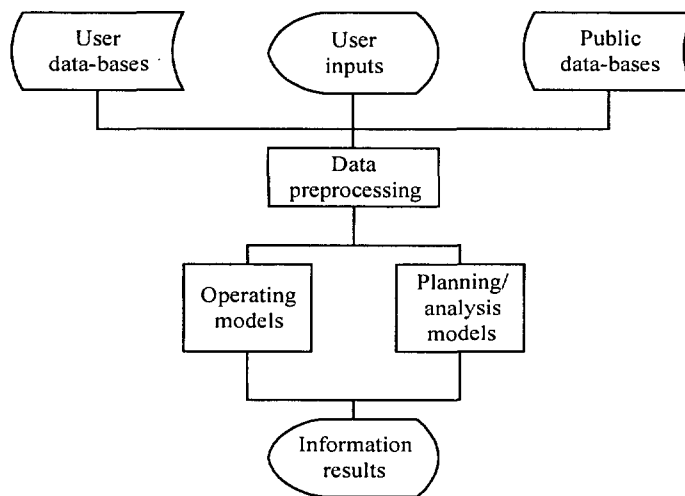 User
data-bases
User
inputs
Public
data-bases
Data
preprocessing
Operating
models
Planning/
analysis
models
Information
results